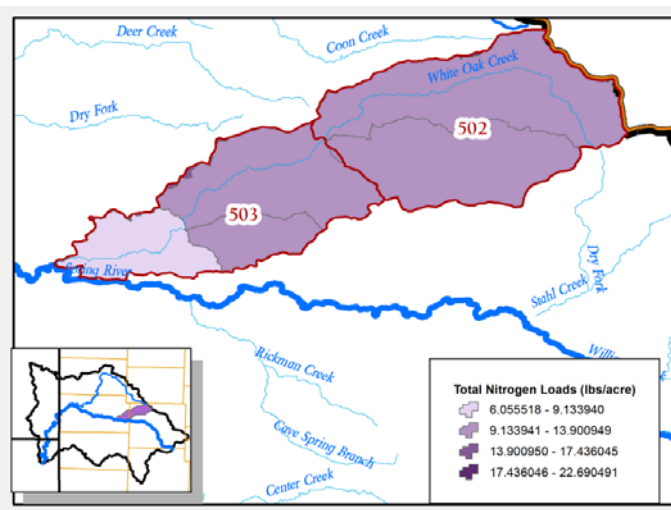 Deer Creek
Coon Creek
White Oak Creek
Dry Fork
502
503
Spring River
Dry Fork
Stahl Creek
Rickman Creek
Cave Spring Branch
Center Creek
Total Nitrogen Loads (lbs/acre)
6.055518 - 9.133940
9.133941 - 13.900949
13.900950 - 17.436045
17.436046 - 22.690491